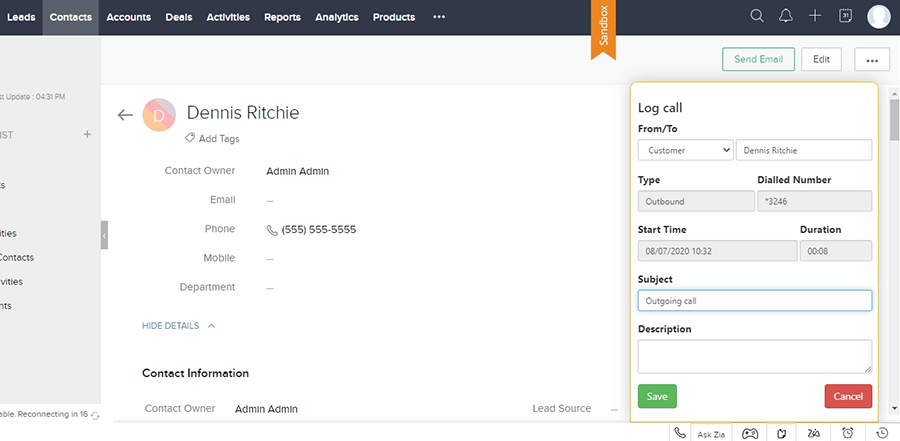 Leads Contacts Accounts Deals Activities Reports Analytics Products
31
Sandbox
Send Email Edit
st Update : 04:31 PM
D Dennis Ritchie
IST
Add Tags
Contact Owner Admin Admin
Email —
Phone (555) 555-5555
Mobile —
Department —
ts
ities
Contacts
vities
nts
HIDE DETAILS
Contact Information
Contact Owner Admin Admin Lead Source —
able. Reconnecting in 16
Log call
From/To
Customer Dennis Ritchie
Type Dialled Number
Outbound *3246
Start Time Duration
08/07/2020 10:32 00:08
Subject
Outgoing call
Description
Save Cancel
Ask Zia